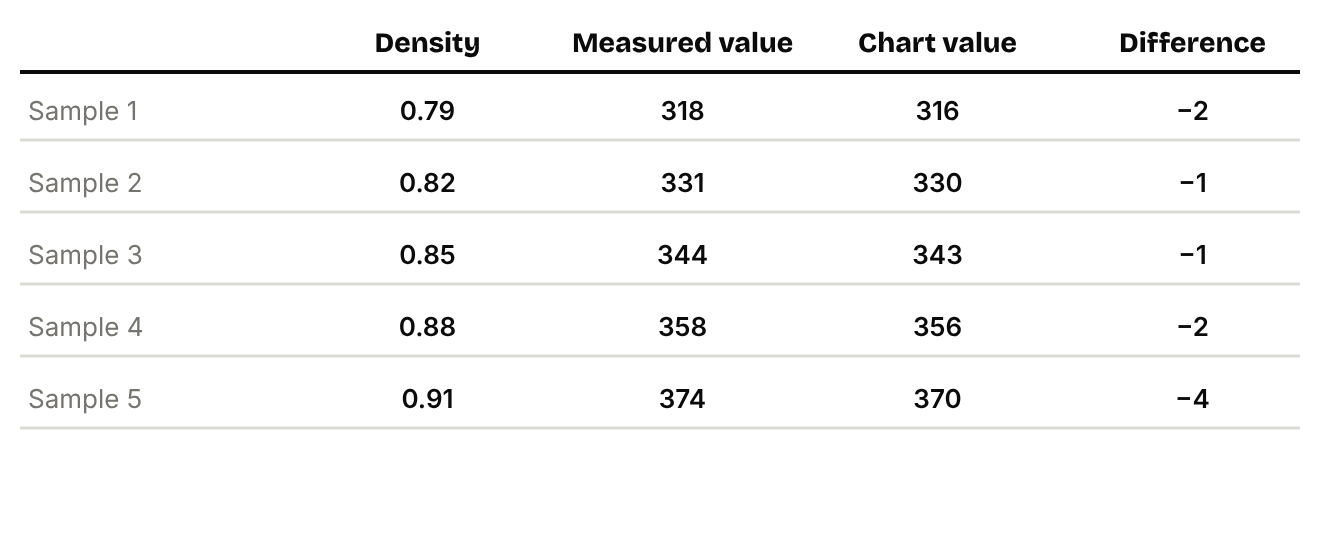 Density Measured value Chart value Difference
Sample 1 0.79 318 316 −2
Sample 2 0.82 331 330 −1
Sample 3 0.85 344 343 −1
Sample 4 0.88 358 356 −2
Sample 5 0.91 374 370 −4